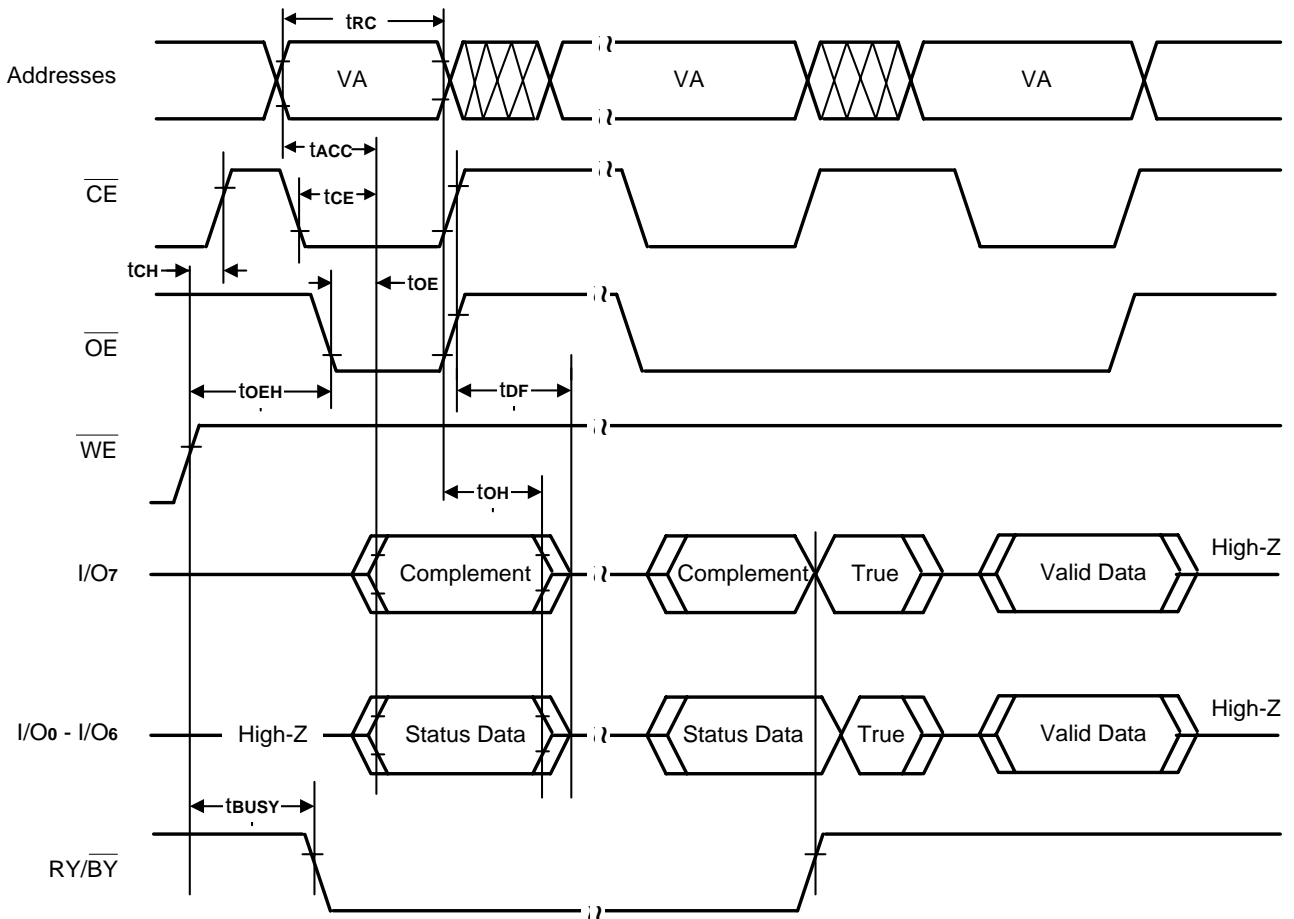 tRC
Addresses VA VA VA
tACC
CE
tCE
tCH
tOE
OE
tOEH
tDF
WE
tOH
I/O7 Complement Complement True Valid Data High-Z
I/O0 - I/O6 High-Z Status Data Status Data True Valid Data High-Z
tBUSY
RY/BY